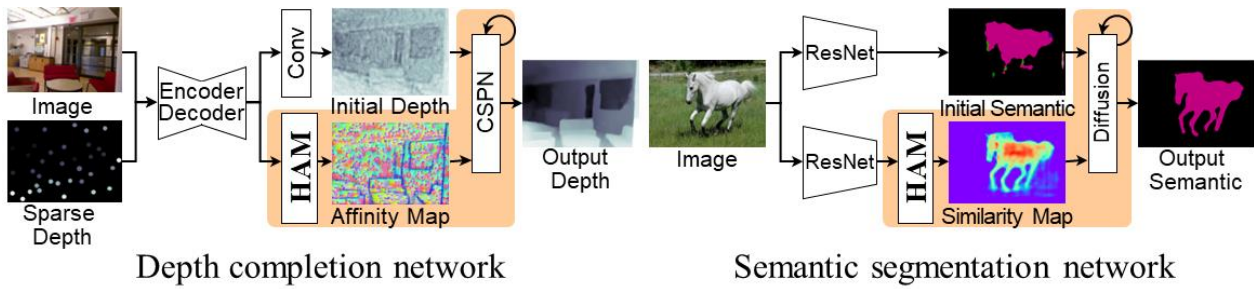 Image
Sparse
Depth
Encoder
Decoder
Conv
Initial Depth
HAM
Affinity Map
CSPN
Output
Depth
Depth completion network
Image
ResNet
Initial Semantic
ResNet
HAM
Similarity Map
Diffusion
Output
Semantic
Semantic segmentation network